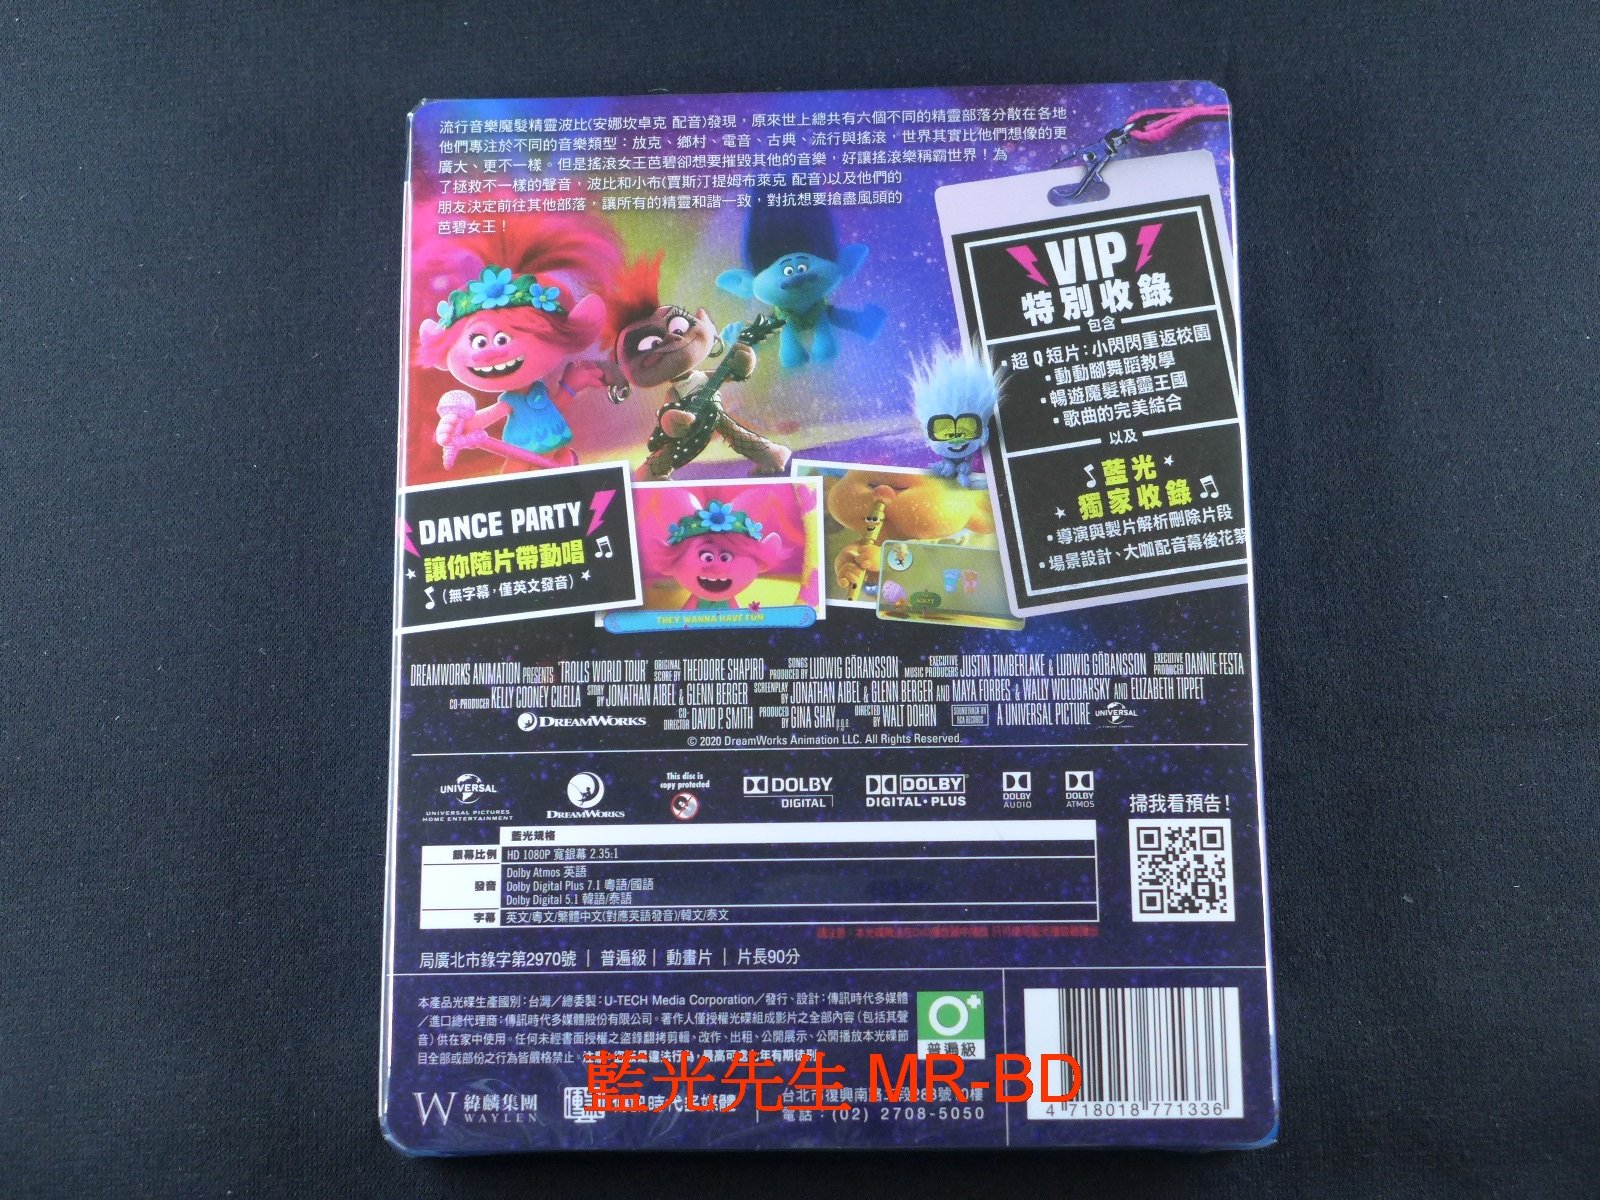 流行音樂魔髮精靈波比(安娜坎卓克 配音)發現，原來世上總共有六個不同的精靈部落分散在各地，
他們專注於不同的音樂類型：放克、鄉村、電音、古典、流行與搖滾，世界其實比他們想像的更
廣大、更不一樣。但是搖滾女王芭碧卻想要摧毀其他的音樂，好讓搖滾樂稱霸世界！為
了拯救不一樣的聲音，波比和小布(賈斯汀提姆布萊克 配音)以及他們的
朋友決定前往其他部落，讓所有的精靈和諧一致，對抗想要搶盡風頭的
芭碧女王！
VIP
特別收錄
包含
•超Q短片：小閃閃重返校園
•動動腳舞蹈教學
•暢遊魔髮精靈王國
•歌曲的完美結合
以及
藍光
獨家收錄
•導演與製片解析刪除片段
•場景設計、大咖配音幕後花絮
DANCE PARTY
讓你隨片帶動唱
(無字幕，僅英文發音)
THEY WANNA HAVE FUN
DREAMWORKS ANIMATION PRESENTS "TROLLS WORLD TOUR" ORIGINAL SCORE BY THEODORE SHAPIRO SONGS PRODUCED BY LUDWIG GÖRANSSON EXECUTIVE MUSIC PRODUCERS JUSTIN TIMBERLAKE & LUDWIG GÖRANSSON EXECUTIVE PRODUCER DANNIE FESTA
CO-PRODUCER KELLY COONEY CILELLA STORY BY JONATHAN AIBEL & GLENN BERGER SCREENPLAY BY JONATHAN AIBEL & GLENN BERGER AND MAYA FORBES & WALLY WOLODARSKY AND ELIZABETH TIPPET
DREAMWORKS CO-DIRECTOR DAVID P. SMITH PRODUCED BY GINA SHAY p.g.a. DIRECTED BY WALT DOHRN SOUNDTRACK ON RCA RECORDS A UNIVERSAL PICTURE UNIVERSAL
© 2020 DreamWorks Animation LLC. All Rights Reserved.
UNIVERSAL
UNIVERSAL PICTURES
HOME ENTERTAINMENT
DREAMWORKS
This disc is
copy protected
DOLBY
DIGITAL
DOLBY
DIGITAL PLUS
DOLBY
AUDIO
DOLBY
ATMOS
掃我看預告！
藍光規格
銀幕比例 HD 1080P 寬銀幕 2.35:1
發音 Dolby Atmos 英語
Dolby Digital Plus 7.1 粵語/國語
Dolby Digital 5.1 韓語/泰語
字幕 英文/粵文/繁體中文(對應英語發音)/韓文/泰文
局廣北市錄字第2970號｜普遍級｜動畫片｜片長90分
本產品光碟生產國別：台灣／總委製：U-TECH Media Corporation／發行、設計：傳訊時代多媒體
／進口總代理商：傳訊時代多媒體股份有限公司。著作人僅授權光碟組成影片之全部內容（包括其聲
音）供在家中使用。任何未經書面授權之盜錄翻拷剪輯、改作、出租、公開展示、公開播放本光碟節
目全部或部份之行為皆嚴格禁止。
普遍級
藍光先生 MR-BD
W 緯麟集團
WAYLEN
時代多媒體
台北市復興南路
電話：(02) 2708-5050
4 718018 771336